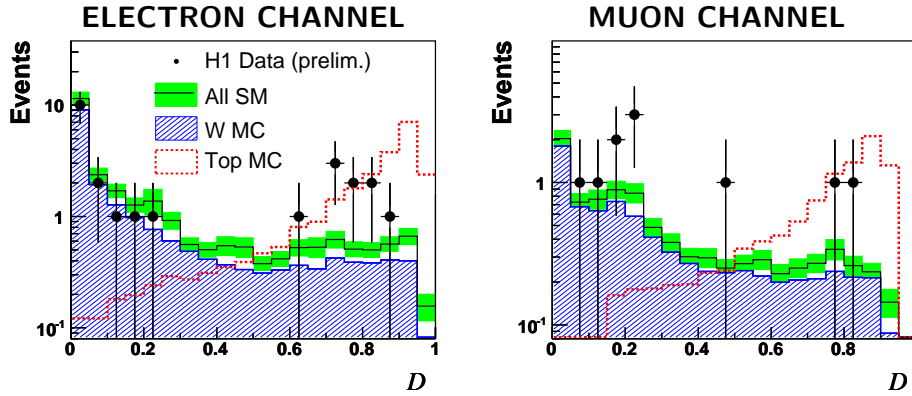 ELECTRON CHANNEL
Events
H1 Data (prelim.)
All SM
W MC
Top MC
10
1
10-1
0 0.2 0.4 0.6 0.8 1
D
MUON CHANNEL
Events
1
10-1
0 0.2 0.4 0.6 0.8
D